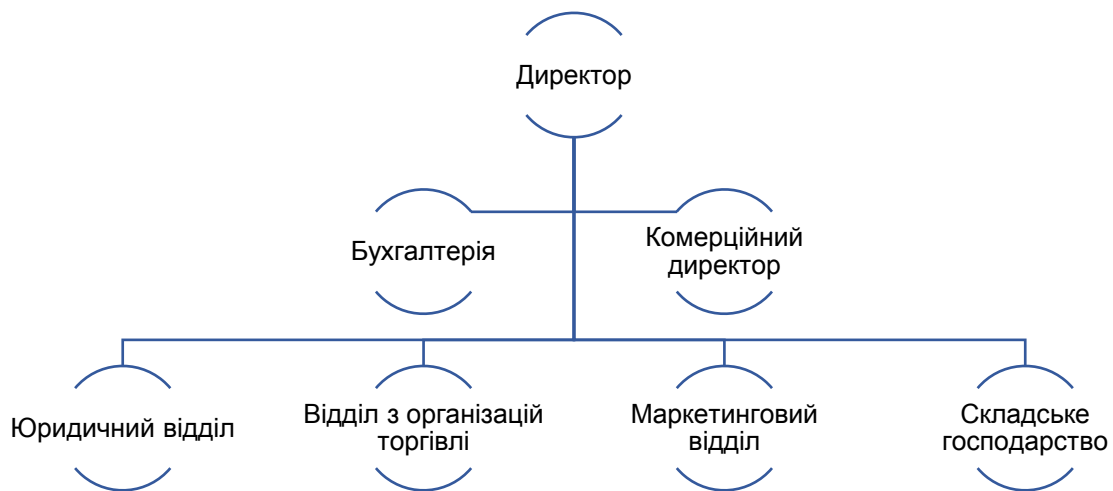 Директор
Бухгалтерія
Комерційний
директор
Юридичний відділ
Відділ з організацій
торгівлі
Маркетинговий
відділ
Складське
господарство